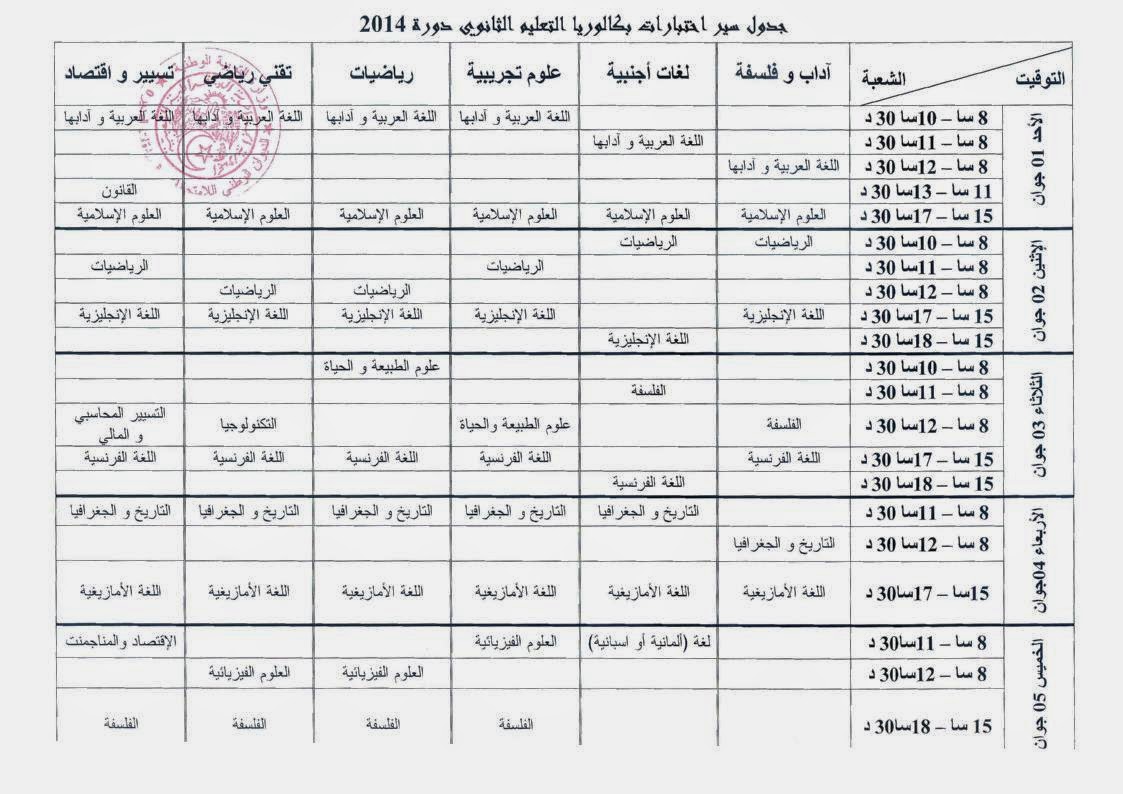 جدول سير اختبارات بكالوريا التعليم الثانوي دورة 2014
التوقيت الشعبة آداب و فلسفة لغات أجنبية علوم تجريبية رياضيات تقني رياضي تسيير و اقتصاد
الأحد 01 جوان
8 سا – 10سا 30 د اللغة العربية و آدابها اللغة العربية و آدابها اللغة العربية و آدابها اللغة العربية و آدابها
8 سا – 11سا 30 د اللغة العربية و آدابها
8 سا – 12سا 30 د اللغة العربية و آدابها
11 سا – 13سا 30 د القانون
15 سا – 17سا 30 د العلوم الإسلامية العلوم الإسلامية العلوم الإسلامية العلوم الإسلامية العلوم الإسلامية العلوم الإسلامية
الإثنين 02 جوان
8 سا – 10سا 30 د الرياضيات الرياضيات
8 سا – 11سا 30 د الرياضيات الرياضيات
8 سا – 12سا 30 د الرياضيات الرياضيات
15 سا – 17سا 30 د اللغة الإنجليزية اللغة الإنجليزية اللغة الإنجليزية اللغة الإنجليزية اللغة الإنجليزية
15 سا – 18سا 30 د اللغة الإنجليزية
الثلاثاء 03 جوان
8 سا – 10سا 30 د علوم الطبيعة و الحياة
8 سا – 11سا 30 د الفلسفة
8 سا – 12سا 30 د الفلسفة علوم الطبيعة والحياة التكنولوجيا التسيير المحاسبي
و المالي
15 سا – 17سا 30 د اللغة الفرنسية اللغة الفرنسية اللغة الفرنسية اللغة الفرنسية اللغة الفرنسية
15 سا – 18سا 30 د اللغة الفرنسية
الأربعاء 04جوان
8 سا – 11سا 30 د التاريخ و الجغرافيا التاريخ و الجغرافيا التاريخ و الجغرافيا التاريخ و الجغرافيا التاريخ و الجغرافيا
8 سا – 12سا 30 د التاريخ و الجغرافيا
15سا – 17سا30 د اللغة الأمازيغية اللغة الأمازيغية اللغة الأمازيغية اللغة الأمازيغية اللغة الأمازيغية اللغة الأمازيغية
الخميس 05 جوان
8 سا – 11سا30 د لغة (ألمانية أو اسبانية) العلوم الفيزيائية الإقتصاد والمناجمنت
8 سا – 12سا30 د العلوم الفيزيائية العلوم الفيزيائية
15 سا – 18سا30 د الفلسفة الفلسفة الفلسفة الفلسفة